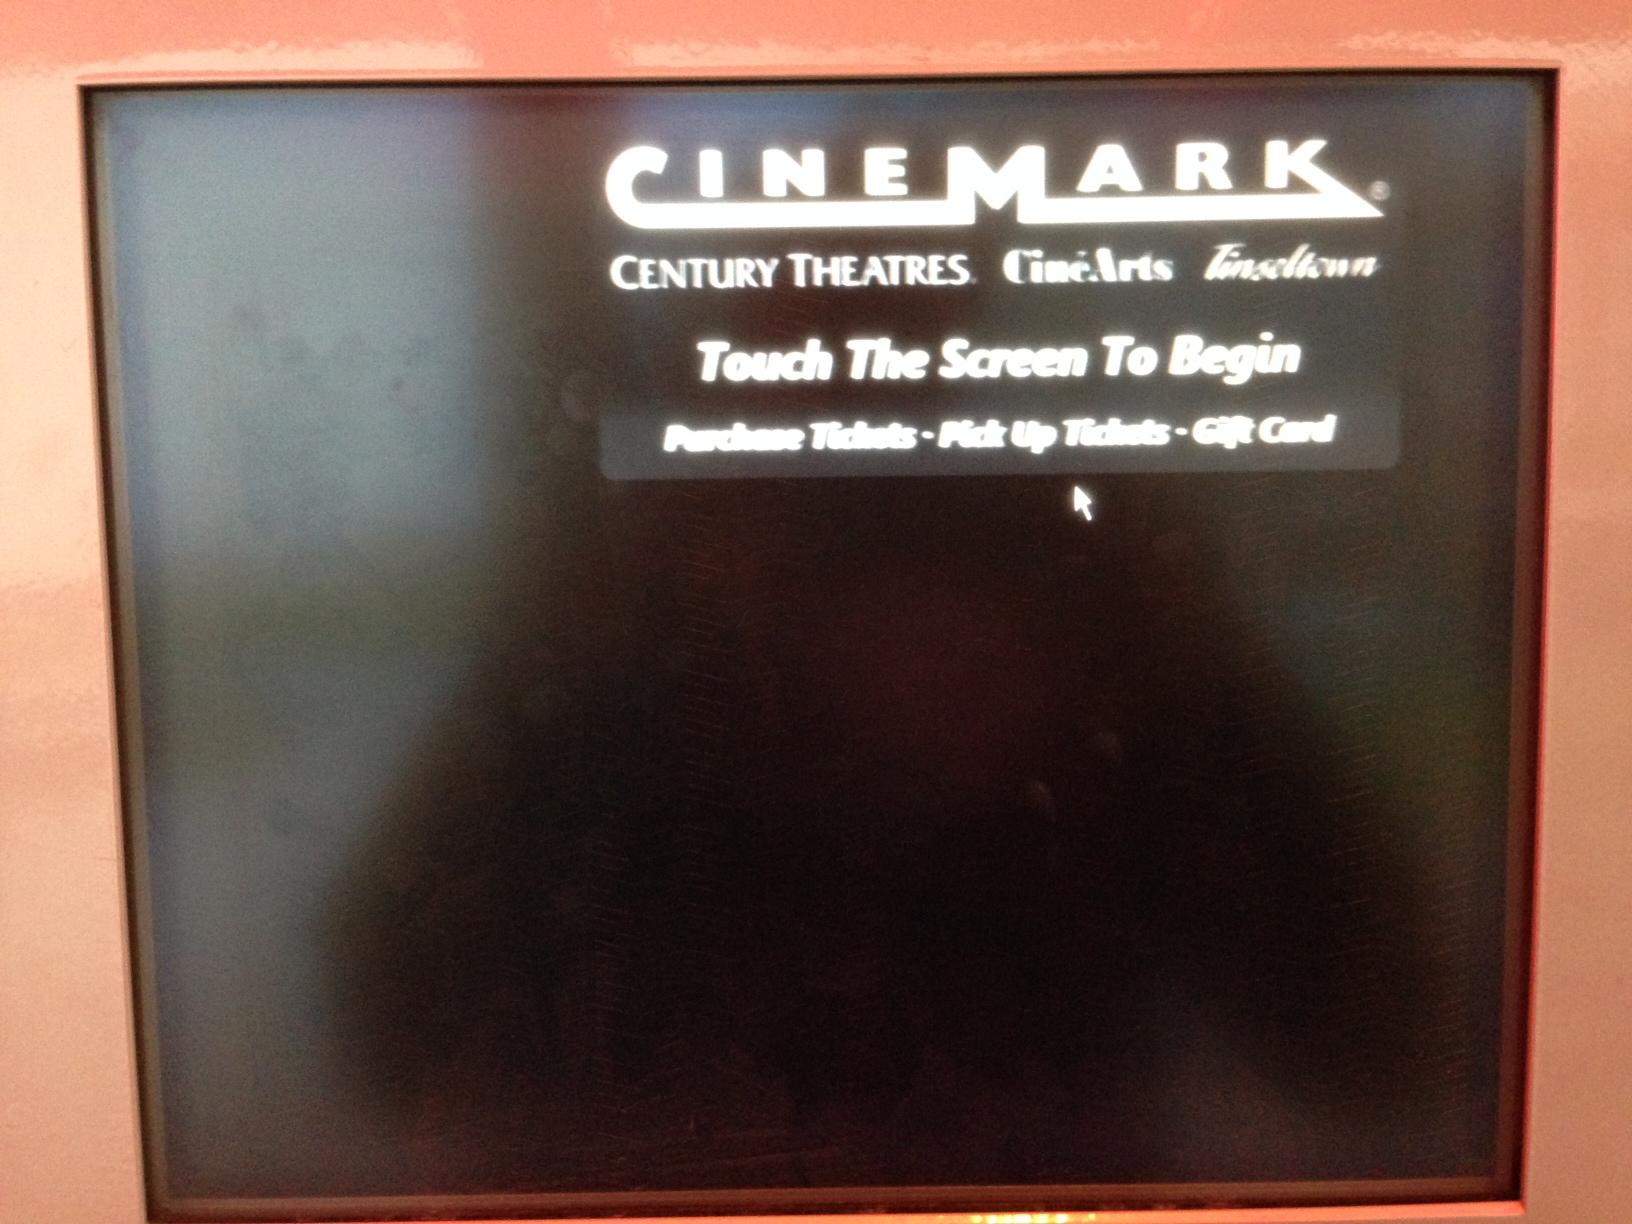 CINEMARK®
CENTURY THEATRES. CinéArts Tinseltown
Touch The Screen To Begin
Purchase Tickets - Pick Up Tickets - Gift Card